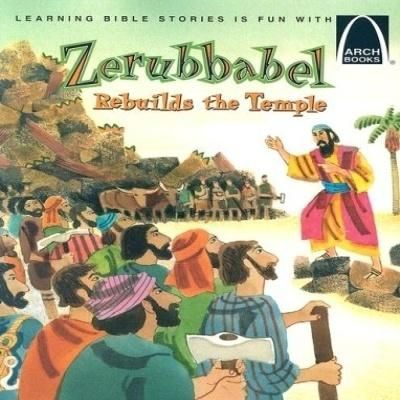 LEARNING BIBLE STORIES IS FUN WITH
ARCH
BOOKS
Zerubbabel
Rebuilds the Temple